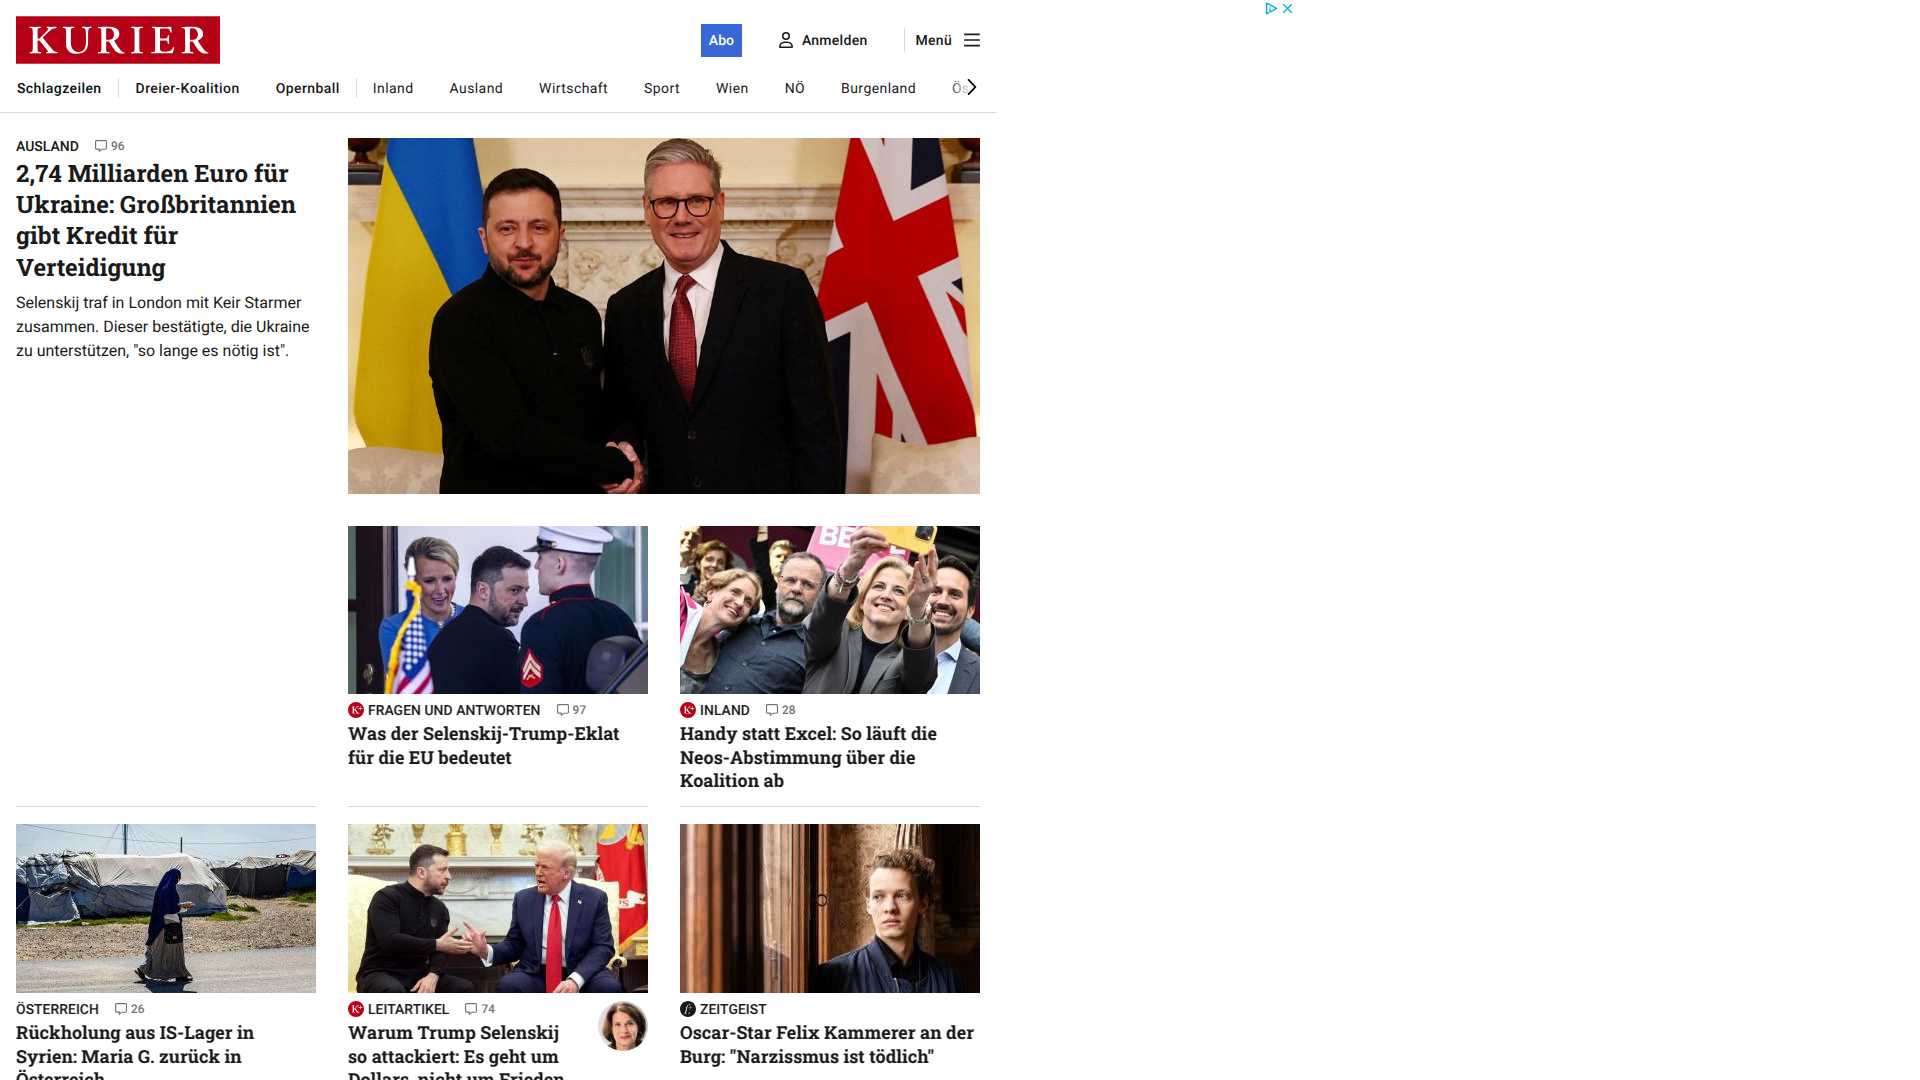 KURIER
Abo
Anmelden
Menü
Schlagzeilen
Dreier-Koalition
Opernball
Inland
Ausland
Wirtschaft
Sport
Wien
NÖ
Burgenland
AUSLAND 96
2,74 Milliarden Euro für
Ukraine: Großbritannien
gibt Kredit für
Verteidigung
Selenskij traf in London mit Keir Starmer
zusammen. Dieser bestätigte, die Ukraine
zu unterstützen, "so lange es nötig ist".
K+ FRAGEN UND ANTWORTEN 97
Was der Selenskij-Trump-Eklat
für die EU bedeutet
K+ INLAND 28
Handy statt Excel: So läuft die
Neos-Abstimmung über die
Koalition ab
ÖSTERREICH 26
Rückholung aus IS-Lager in
Syrien: Maria G. zurück in
Österreich
K+ LEITARTIKEL 74
Warum Trump Selenskij
so attackiert: Es geht um
Dollars, nicht um Frieden
ZEITGEIST
Oscar-Star Felix Kammerer an der
Burg: "Narzissmus ist tödlich"